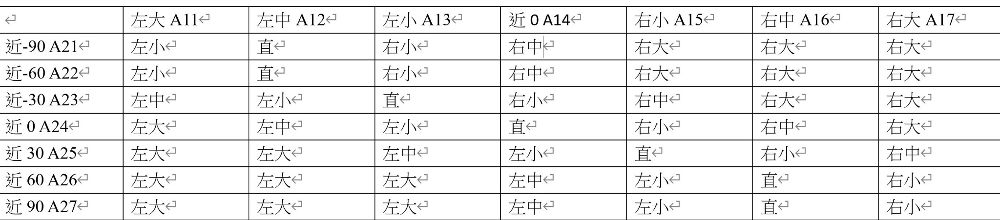 左大 A11 左中 A12 左小 A13 近 0 A14 右小 A15 右中 A16 右大 A17
近-90 A21 左小 直 右小 右中 右大 右大 右大
近-60 A22 左小 直 右小 右中 右大 右大 右大
近-30 A23 左中 左小 直 右小 右中 右大 右大
近 0 A24 左大 左中 左小 直 右小 右中 右大
近 30 A25 左大 左大 左中 左小 直 右小 右中
近 60 A26 左大 左大 左大 左中 左小 直 右小
近 90 A27 左大 左大 左大 左中 左小 直 右小